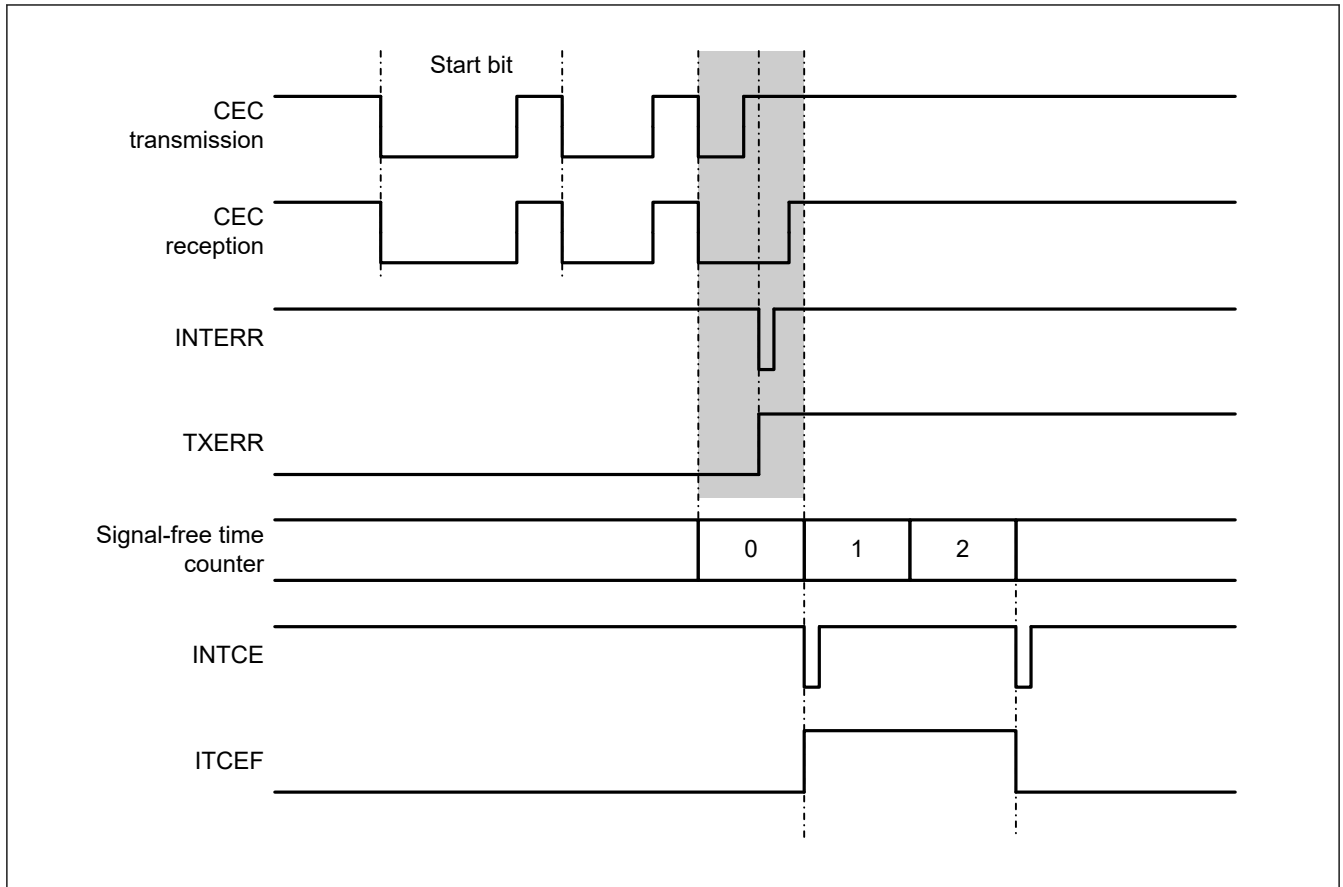 Start bit
CEC
transmission
CEC
reception
INTERR
TXERR
Signal-free time
counter
0 1 2
INTCE
ITCEF